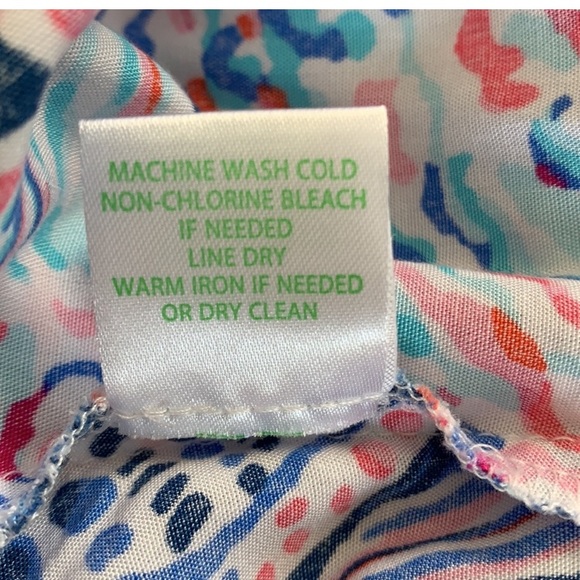 MACHINE WASH COLD
NON-CHLORINE BLEACH
IF NEEDED
LINE DRY
WARM IRON IF NEEDED
OR DRY CLEAN